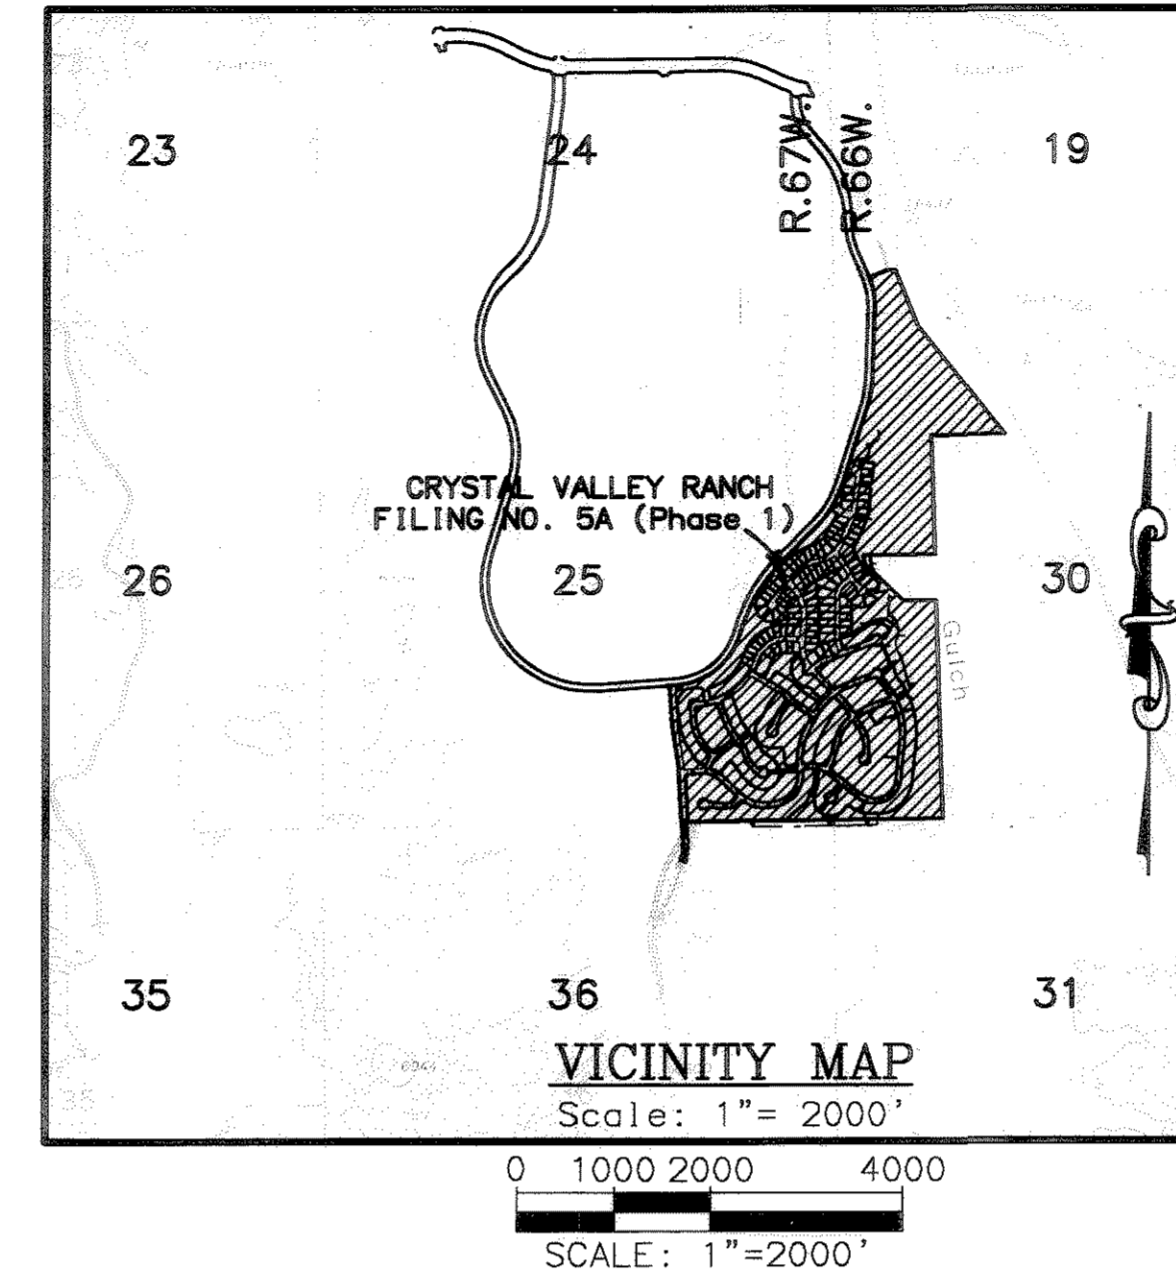 23
24
19
R.67W.
R.66W.
CRYSTAL VALLEY RANCH
FILING NO. 5A (Phase 1)
26
25
30
Gulch
35
36
31
VICINITY MAP
Scale: 1"= 2000'
0 1000 2000 4000
SCALE: 1"=2000'